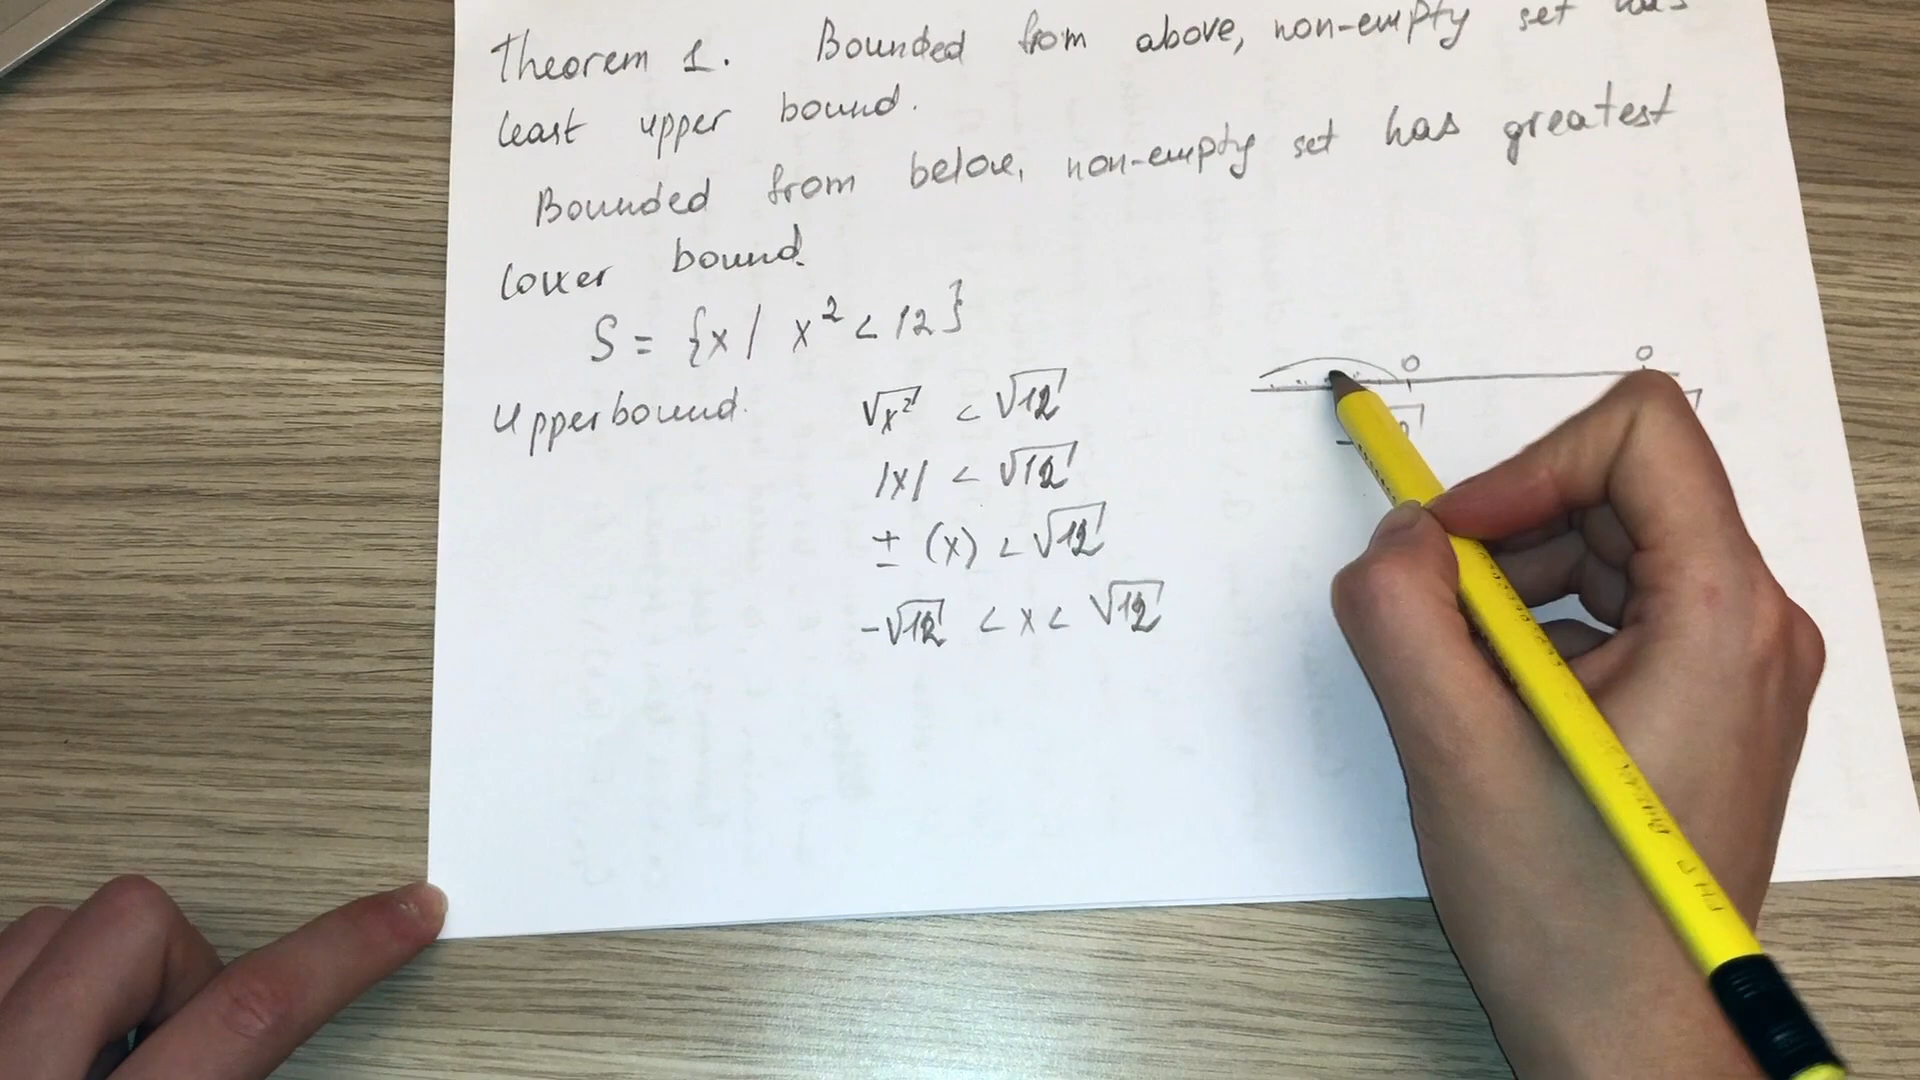 Theorem 1. Bounded from above, non-empty set has
least upper bound.
Bounded from below, non-empty set has greatest
lower bound.
S = {x / x² < 12}
Upperbound. √x² < √12
|x| < √12
± (x) < √12
-√12 < x < √12
o o